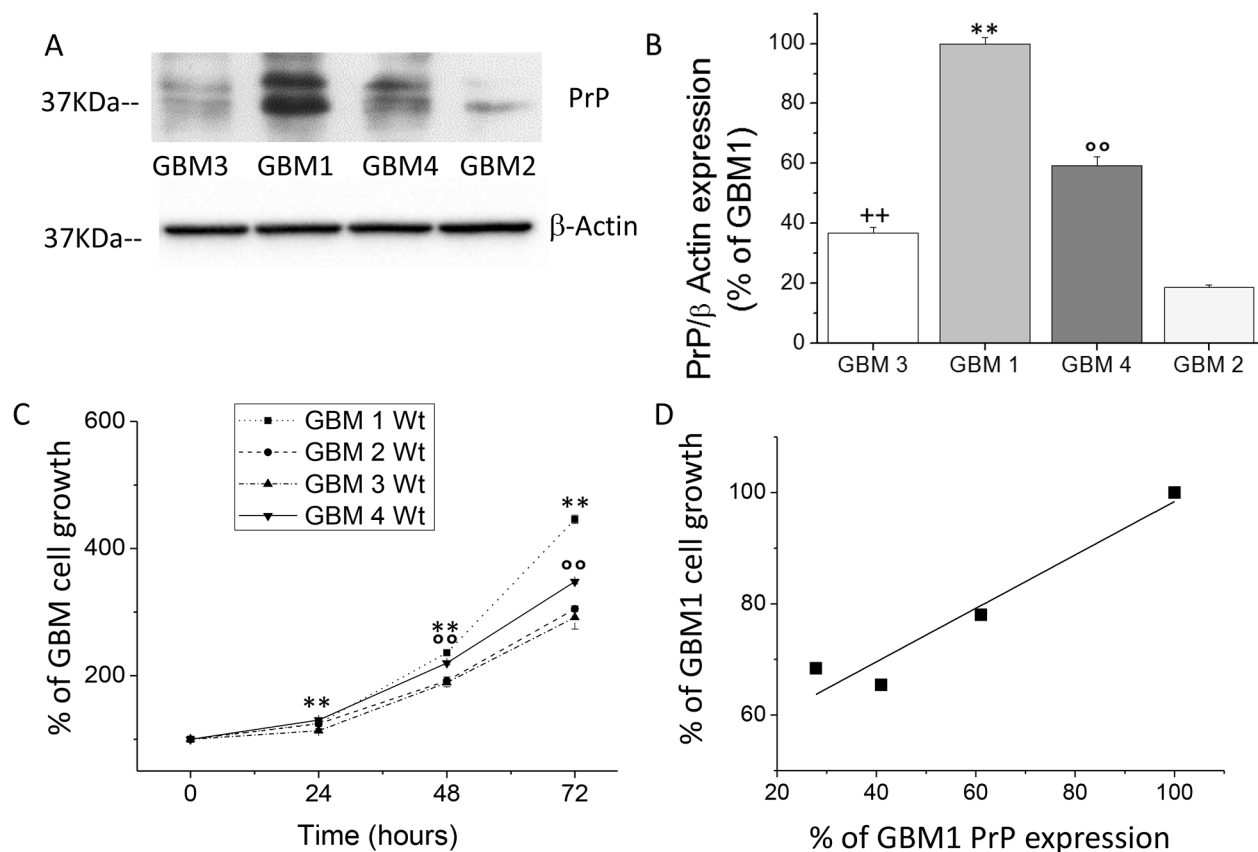 A
37KDa--
PrP
GBM3 GBM1 GBM4 GBM2
37KDa--
β-Actin
B
PrP/β Actin expression
(% of GBM1)
100
80
60
40
20
0
++
**
°°
GBM 3 GBM 1 GBM 4 GBM 2
C
% of GBM cell growth
600
400
200
GBM 1 Wt
GBM 2 Wt
GBM 3 Wt
GBM 4 Wt
**
**
°°
**
°°
0 24 48 72
Time (hours)
D
% of GBM1 cell growth
100
80
60
20 40 60 80 100
% of GBM1 PrP expression